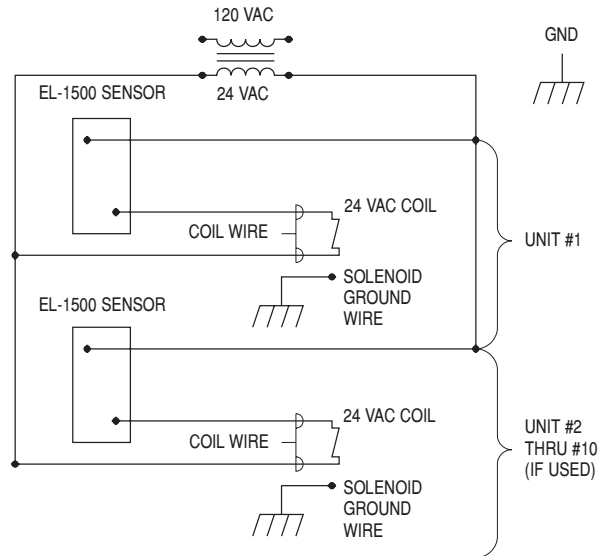 120 VAC
GND
24 VAC
EL-1500 SENSOR
24 VAC COIL
COIL WIRE
UNIT #1
SOLENOID
GROUND
WIRE
EL-1500 SENSOR
24 VAC COIL
COIL WIRE
UNIT #2
THRU #10
(IF USED)
SOLENOID
GROUND
WIRE